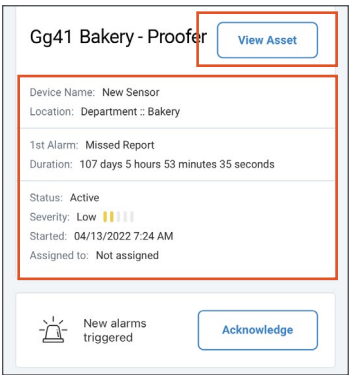 Gg41 Bakery - Proofer
View Asset
Device Name: New Sensor
Location: Department :: Bakery
1st Alarm: Missed Report
Duration: 107 days 5 hours 53 minutes 35 seconds
Status: Active
Severity: Low
Started: 04/13/2022 7:24 AM
Assigned to: Not assigned
New alarms
triggered
Acknowledge